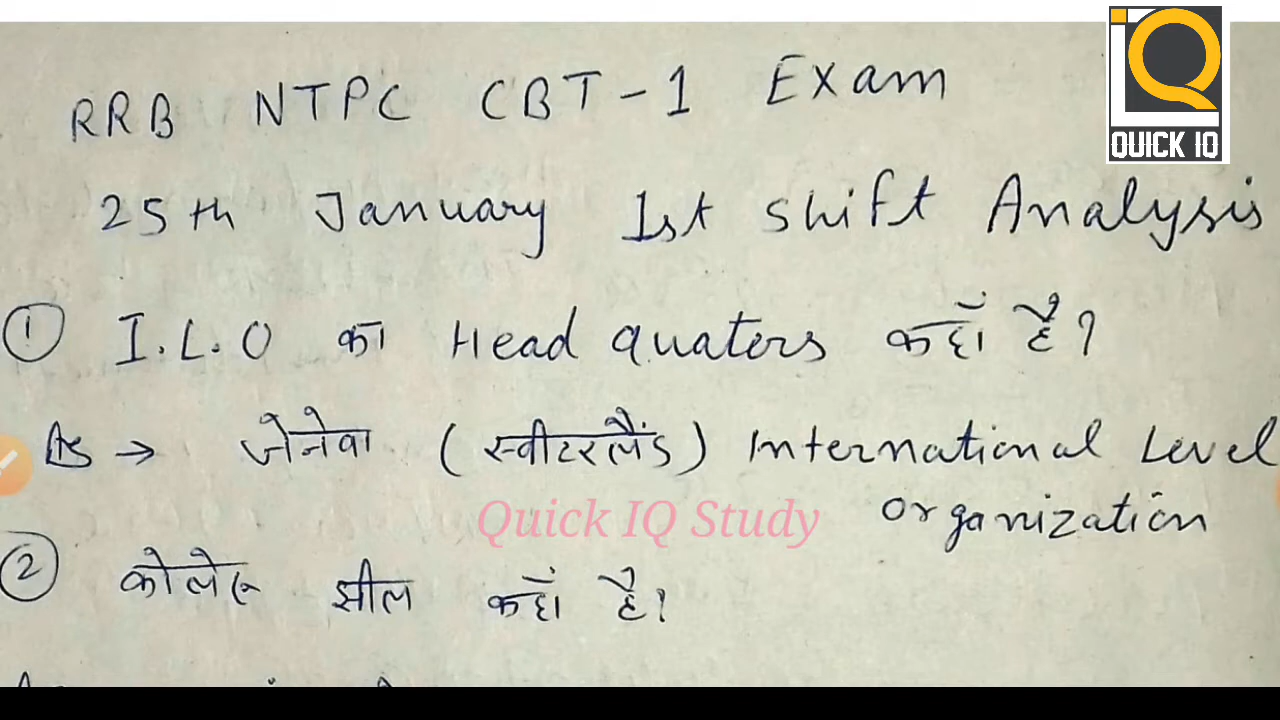 QUICK IQ
RRB NTPC CBT-1 Exam
25th January 1st Shift Analysis
① I.L.O का Head quaters कहाँ है?
As → जेनेवा (स्वीटरलैंड) International Level
Organization
Quick IQ Study
② कोलेरू झील कहाँ है?